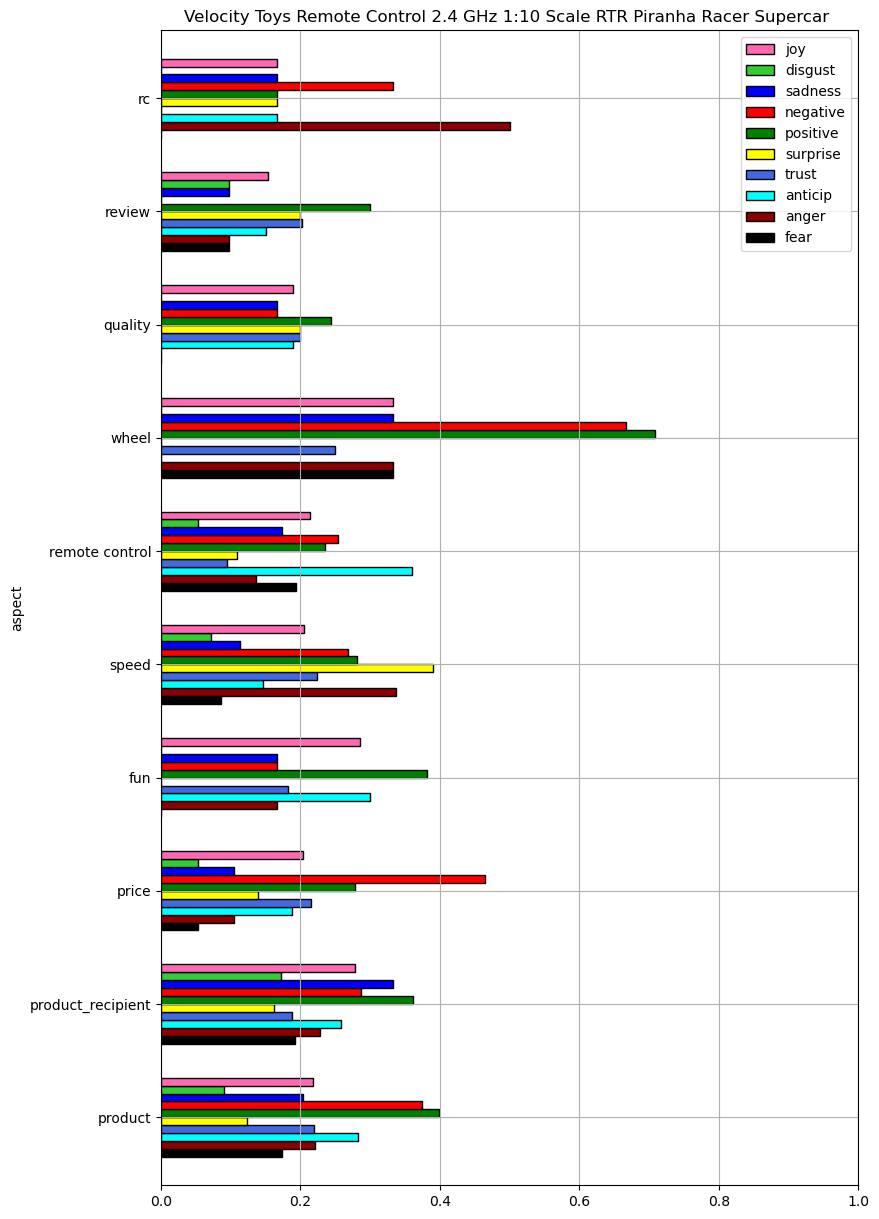 Velocity Toys Remote Control 2.4 GHz 1:10 Scale RTR Piranha Racer Supercar
joy
disgust
sadness
negative
positive
surprise
trust
anticip
anger
fear
rc
review
quality
wheel
remote control
speed
fun
price
product_recipient
product
aspect
0.0 0.2 0.4 0.6 0.8 1.0